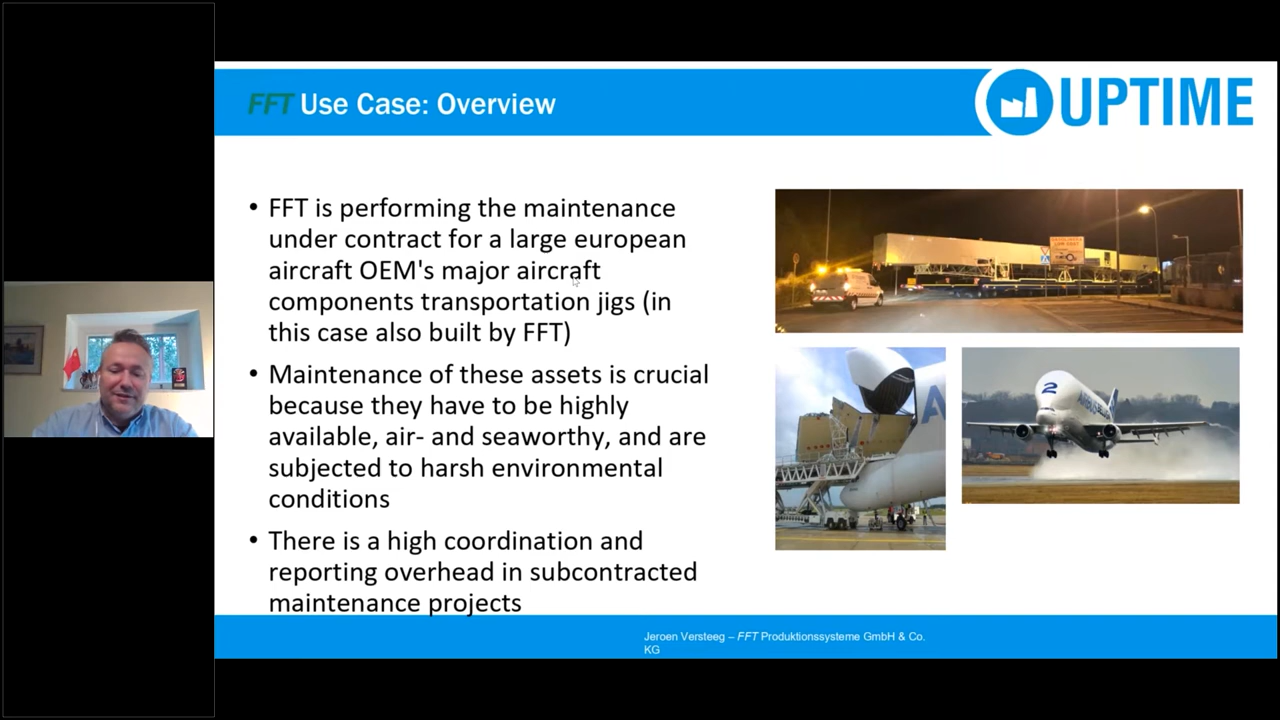 FFT Use Case: Overview
UPTIME
• FFT is performing the maintenance
under contract for a large european
aircraft OEM's major aircraft
components transportation jigs (in
this case also built by FFT)
• Maintenance of these assets is crucial
because they have to be highly
available, air- and seaworthy, and are
subjected to harsh environmental
conditions
• There is a high coordination and
reporting overhead in subcontracted
maintenance projects
2
Jeroen Versteeg – FFT Produktionssysteme GmbH & Co.
KG